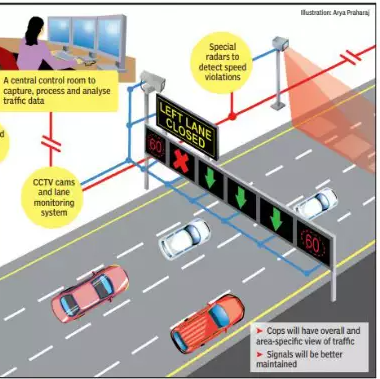 Illustration: Arya Praharaj
Special
radars to
detect speed
violations
A central control room to
capture, process and analyse
traffic data
LEFT LANE
CLOSED
60
CCTV cams
and lane
monitoring
system
60
➤ Cops will have overall and
area-specific view of traffic
➤ Signals will be better
maintained